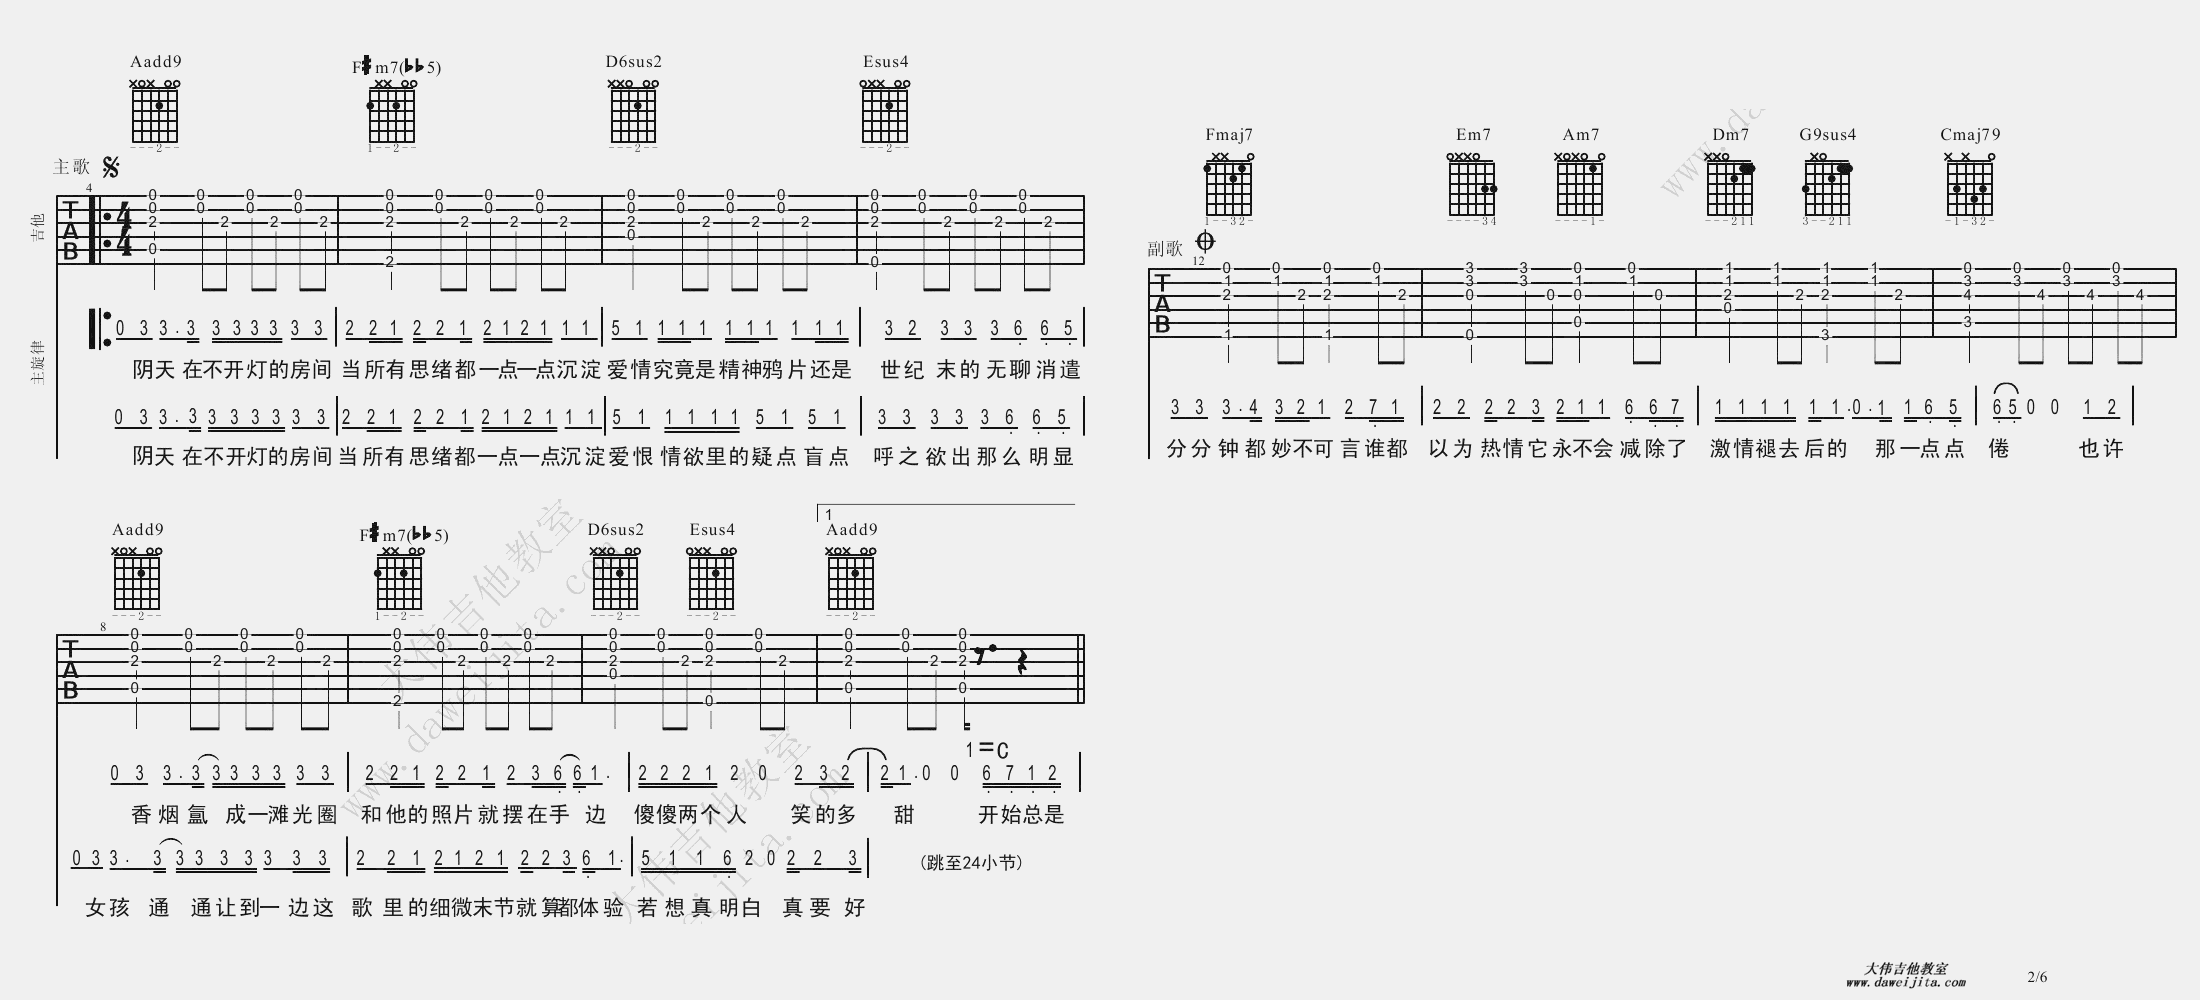 Aadd9 F#m7(♭♭5) D6sus2 Esus4
主歌
4
吉他
TAB
4/4
主旋律
0 3 3. 3 3 3 3 3 3 3 2 2 1 2 2 1 2 1 2 1 1 1 5 1 1 1 1 1 1 1 1 1 1 3 2 3 3 3 6 6 5
阴天 在不开灯的房间 当所有思绪都一点一点沉淀 爱情究竟是精神鸦片还是 世纪 末的无聊消遣
0 3 3. 3 3 3 3 3 3 3 2 2 1 2 2 1 2 1 2 1 1 1 5 1 1 1 1 1 5 1 5 1 3 3 3 3 3 6 6 5
阴天 在不开灯的房间 当所有思绪都一点一点沉淀 爱恨 情欲里的疑点 盲点 呼之欲出那么 明显
1
Aadd9 F#m7(♭♭5) D6sus2 Esus4 Aadd9
8
TAB
1=C
0 3 3. 3 3 3 3 3 3 3 2 2 1 2 2 1 2 3 6 6 1. 2 2 2 1 2 0 2 3 2 2 1. 0 0 6 7 1 2
香烟氲 成一滩光圈 和他的照片就摆在手 边 傻傻两个人 笑的多 甜 开始总是
0 3 3. 3 3 3 3 3 3 3 3 2 2 1 2 1 2 1 2 2 3 6 1. 5 1 1 6 2 0 2 2 3 (跳至24小节)
女孩 通 通让到一边这 歌里的细微末节就算都体验 若想真明白 真要好
Fmaj7 Em7 Am7 Dm7 G9sus4 Cmaj79
副歌
12
TAB
3 3 3. 4 3 2 1 2 7 1 2 2 2 2 3 2 1 1 6 6 7 1 1 1 1 1 1. 0. 1 1 6 5 6 5 0 0 1 2
分分钟都妙不可言谁都 以为热情它永不会减除了 激情褪去后的 那一点点 倦 也许
大伟吉他教室
www.daweijita.com
2/6